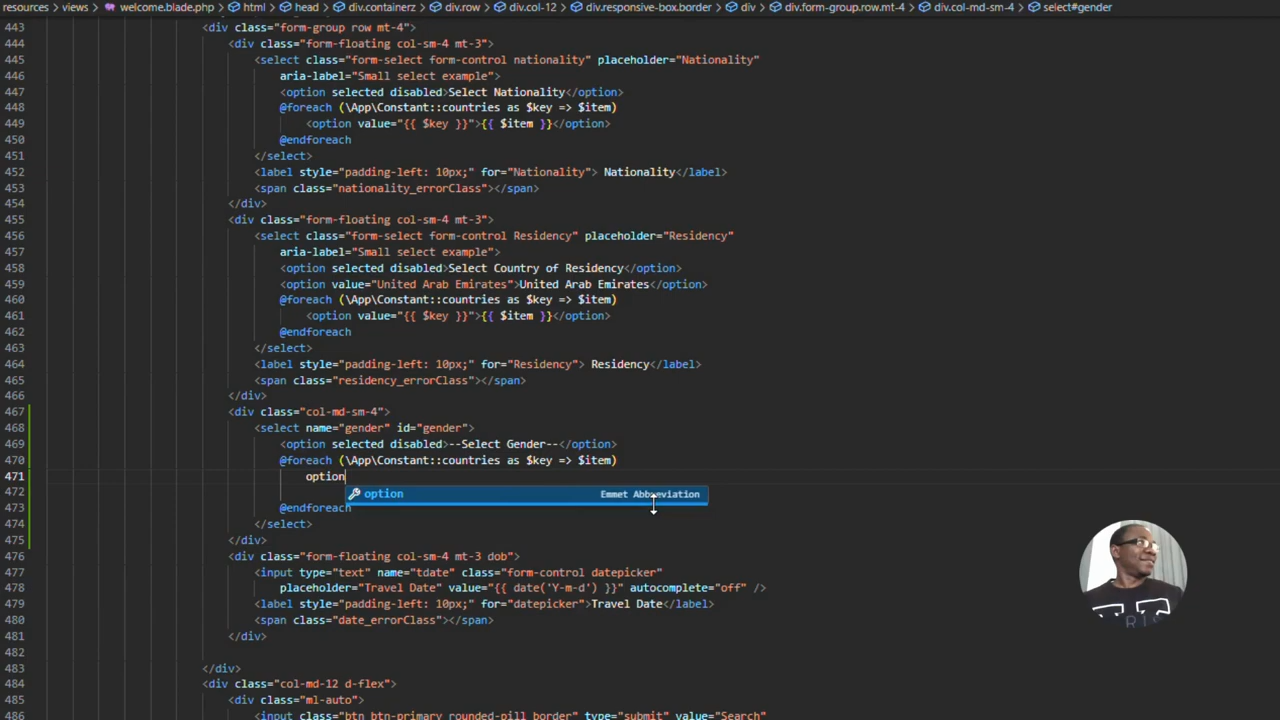 resources > views > welcome.blade.php > html > head > div.containerz > div.row > div.col-12 > div.responsive-box.border > div > div.form-group.row.mt-4 > div.col-md-sm-4 > select#gender
443 <div class="form-group row mt-4">
444 <div class="form-floating col-sm-4 mt-3">
445 <select class="form-select form-control nationality" placeholder="Nationality"
446 aria-label="Small select example">
447 <option selected disabled>Select Nationality</option>
448 @foreach (\App\Constant::countries as $key => $item)
449 <option value="{{ $key }}">{{ $item }}</option>
450 @endforeach
451 </select>
452 <label style="padding-left: 10px;" for="Nationality"> Nationality</label>
453 <span class="nationality_errorClass"></span>
454 </div>
455 <div class="form-floating col-sm-4 mt-3">
456 <select class="form-select form-control Residency" placeholder="Residency"
457 aria-label="Small select example">
458 <option selected disabled>Select Country of Residency</option>
459 <option value="United Arab Emirates">United Arab Emirates</option>
460 @foreach (\App\Constant::countries as $key => $item)
461 <option value="{{ $key }}">{{ $item }}</option>
462 @endforeach
463 </select>
464 <label style="padding-left: 10px;" for="Residency"> Residency</label>
465 <span class="residency_errorClass"></span>
466 </div>
467 <div class="col-md-sm-4">
468 <select name="gender" id="gender">
469 <option selected disabled>--Select Gender--</option>
470 @foreach (\App\Constant::countries as $key => $item)
471 option
472 option Emmet Abbreviation
473 @endforeach
474 </select>
475 </div>
476 <div class="form-floating col-sm-4 mt-3 dob">
477 <input type="text" name="tdate" class="form-control datepicker"
478 placeholder="Travel Date" value="{{ date('Y-m-d') }}" autocomplete="off" />
479 <label style="padding-left: 10px;" for="datepicker">Travel Date</label>
480 <span class="date_errorClass"></span>
481 </div>
482
483 </div>
484 <div class="col-md-12 d-flex">
485 <div class="ml-auto">
486 <input class="btn btn-primary rounded-pill border" type="submit" value="Search"